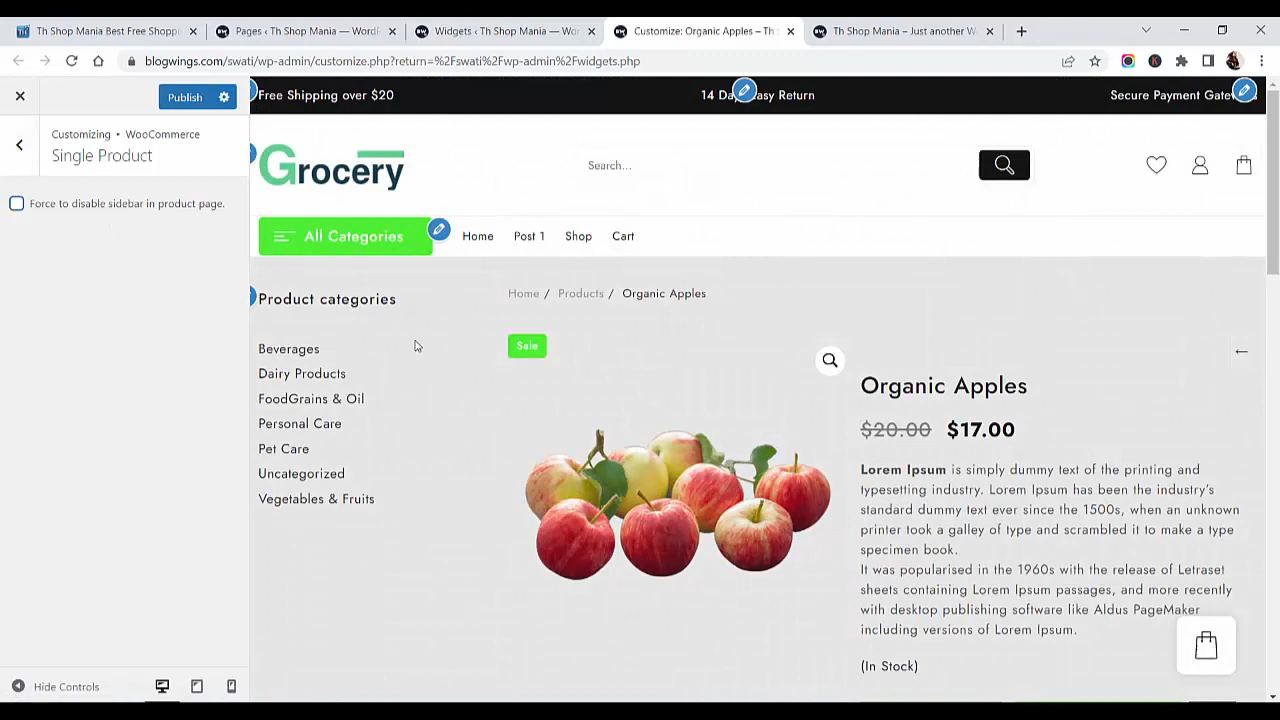 Th Shop Mania Best Free Shoppi
Pages ‹ Th Shop Mania — WordP
Widgets ‹ Th Shop Mania — Wor
Customize: Organic Apples – Th S
Th Shop Mania – Just another W
blogwings.com/swati/wp-admin/customize.php?return=%2Fswati%2Fwp-admin%2Fwidgets.php
Publish
Customizing • WooCommerce
Single Product
Force to disable sidebar in product page.
Hide Controls
Free Shipping over $20
14 Day Easy Return
Secure Payment
Grocery
Search...
All Categories
Home
Post 1
Shop
Cart
Product categories
Beverages
Dairy Products
FoodGrains & Oil
Personal Care
Pet Care
Uncategorized
Vegetables & Fruits
Home / Products / Organic Apples
Sale
←
Organic Apples
$20.00 $17.00
Lorem Ipsum is simply dummy text of the printing and
typesetting industry. Lorem Ipsum has been the industry's
standard dummy text ever since the 1500s, when an unknown
printer took a galley of type and scrambled it to make a type
specimen book.
It was popularised in the 1960s with the release of Letraset
sheets containing Lorem Ipsum passages, and more recently
with desktop publishing software like Aldus PageMaker
including versions of Lorem Ipsum.
(In Stock)